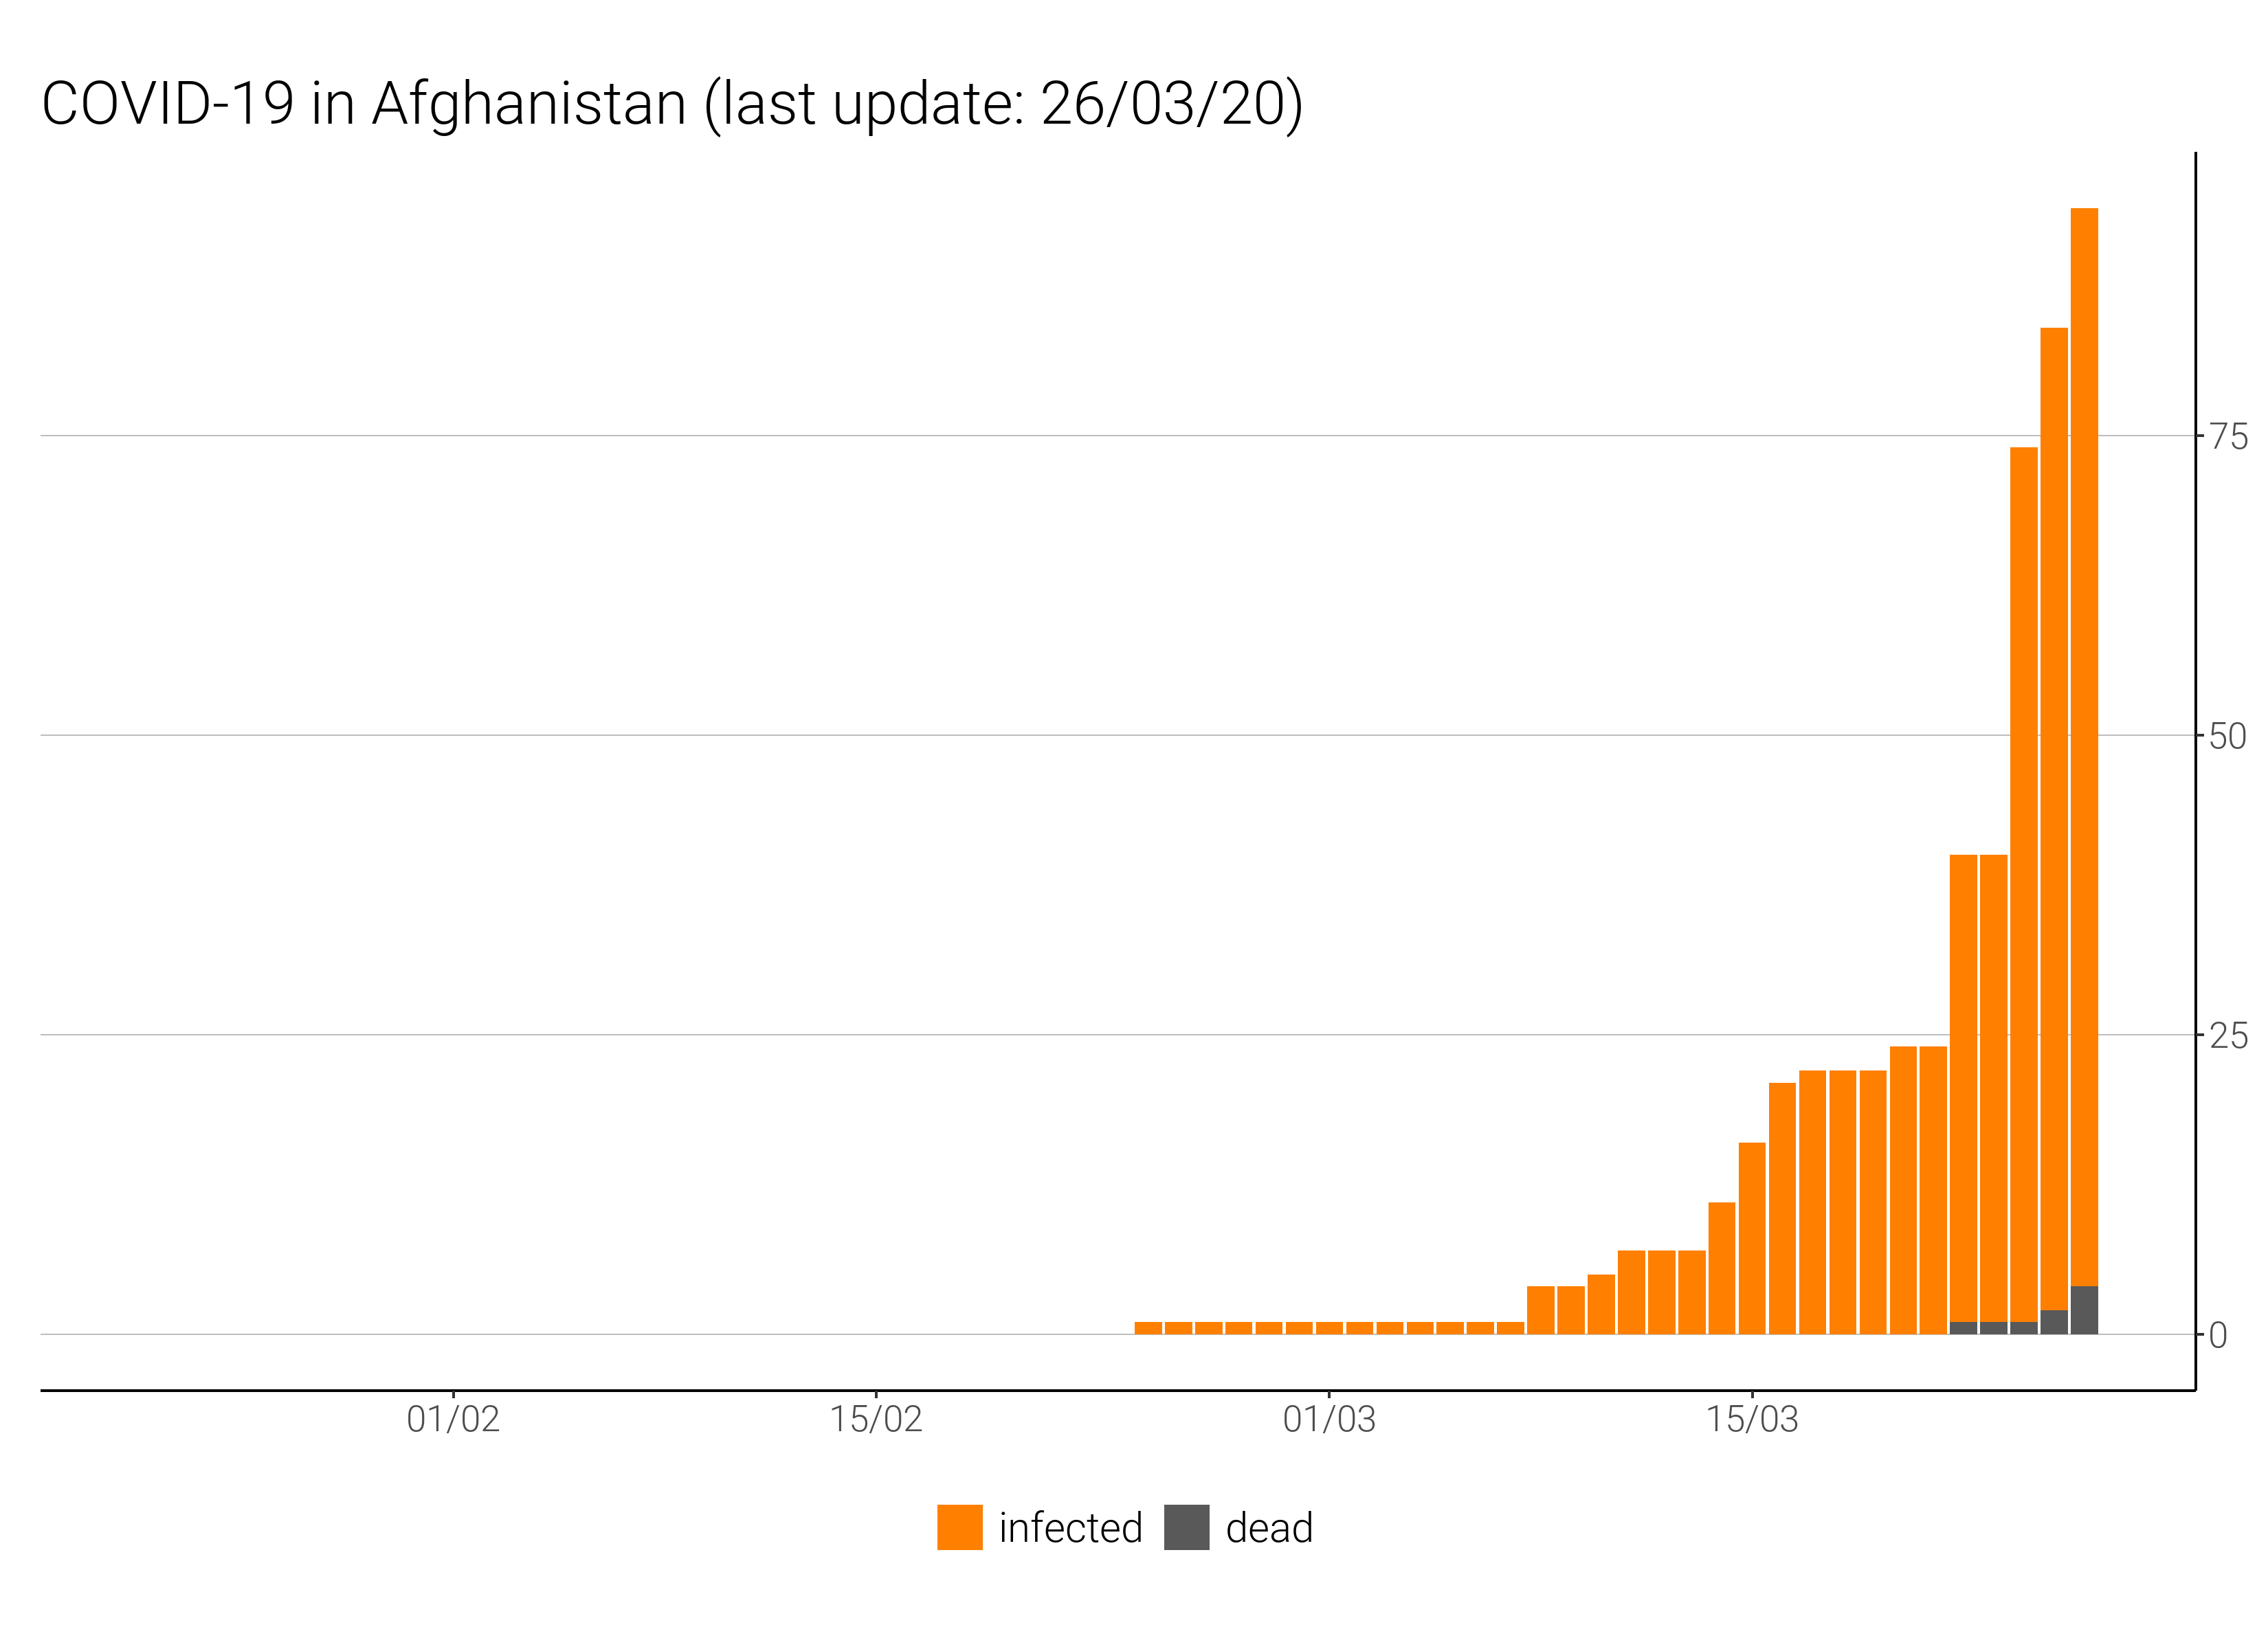 COVID-19 in Afghanistan (last update: 26/03/20)
75
50
25
0
01/02 15/02 01/03 15/03
infected dead